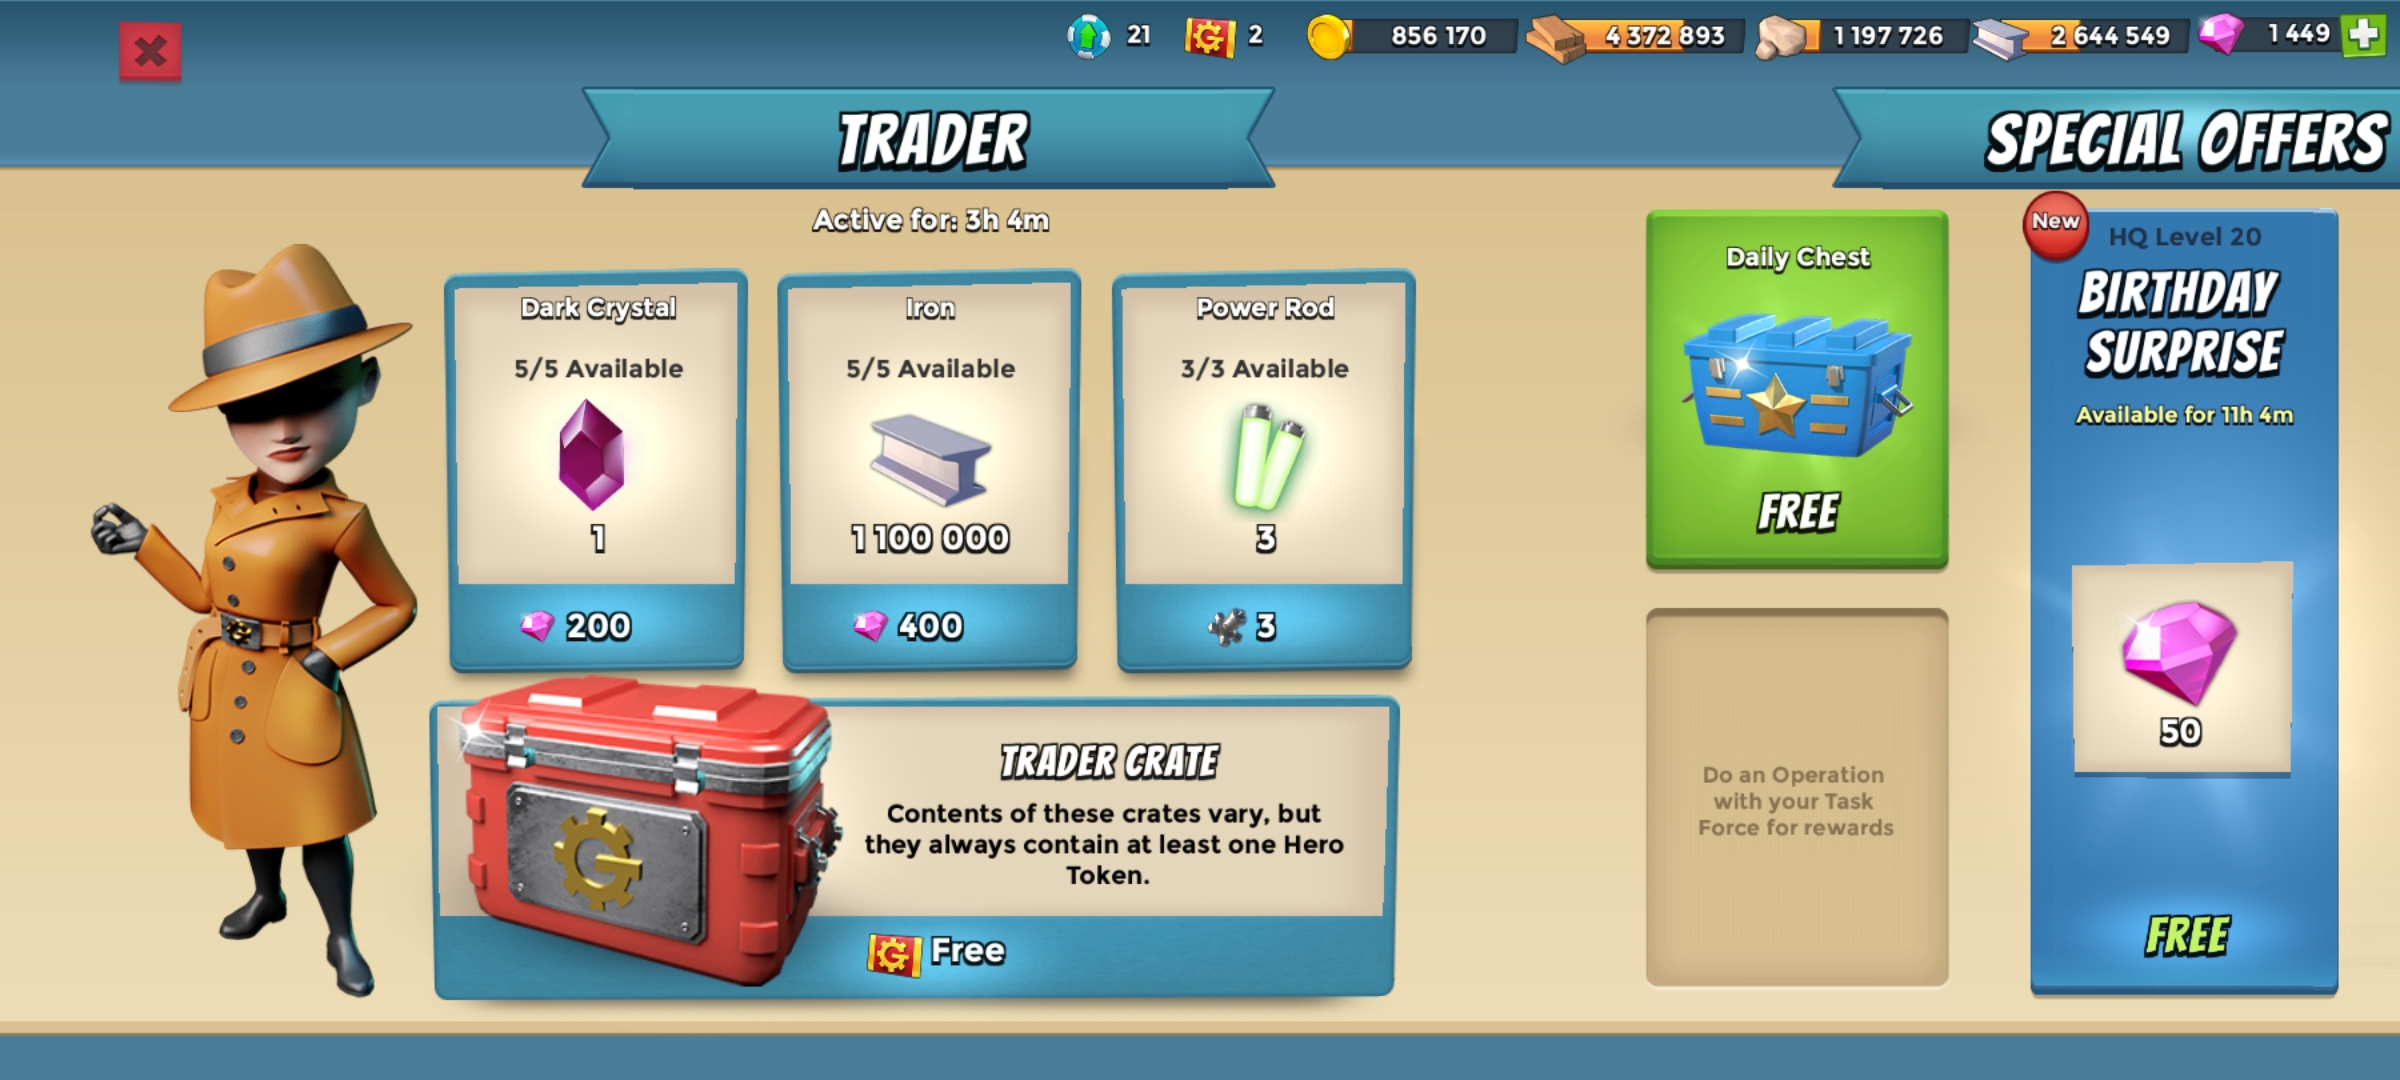 21
2
856 170
4 372 893
1 197 726
2 644 549
1 449
TRADER
SPECIAL OFFERS
Active for: 3h 4m
Dark Crystal
5/5 Available
1
200
Iron
5/5 Available
1 100 000
400
Power Rod
3/3 Available
3
3
TRADER CRATE
Contents of these crates vary, but
they always contain at least one Hero
Token.
G
G
Free
Daily Chest
FREE
Do an Operation
with your Task
Force for rewards
New
HQ Level 20
BIRTHDAY
SURPRISE
Available for 11h 4m
50
FREE